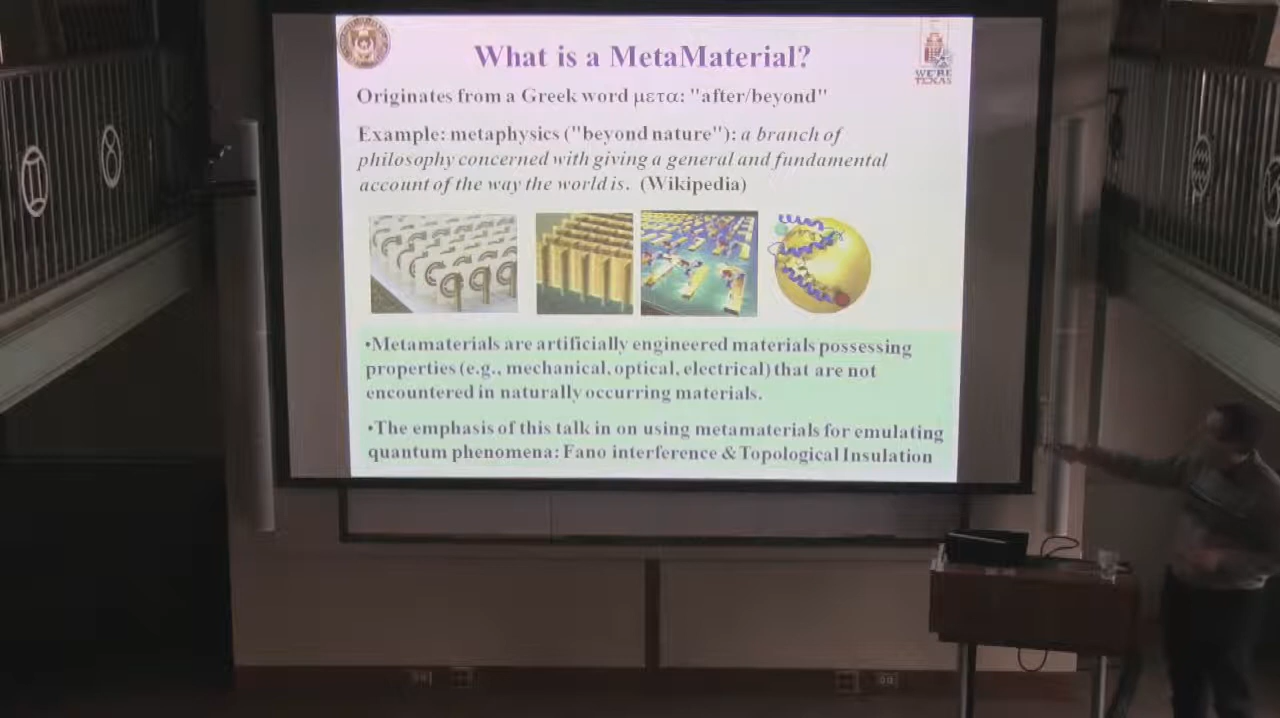 What is a MetaMaterial?
WE'RE
TEXAS
Originates from a Greek word μετα: "after/beyond"
Example: metaphysics ("beyond nature"): a branch of
philosophy concerned with giving a general and fundamental
account of the way the world is. (Wikipedia)
•Metamaterials are artificially engineered materials possessing
properties (e.g., mechanical, optical, electrical) that are not
encountered in naturally occurring materials.
•The emphasis of this talk in on using metamaterials for emulating
quantum phenomena: Fano interference & Topological Insulation